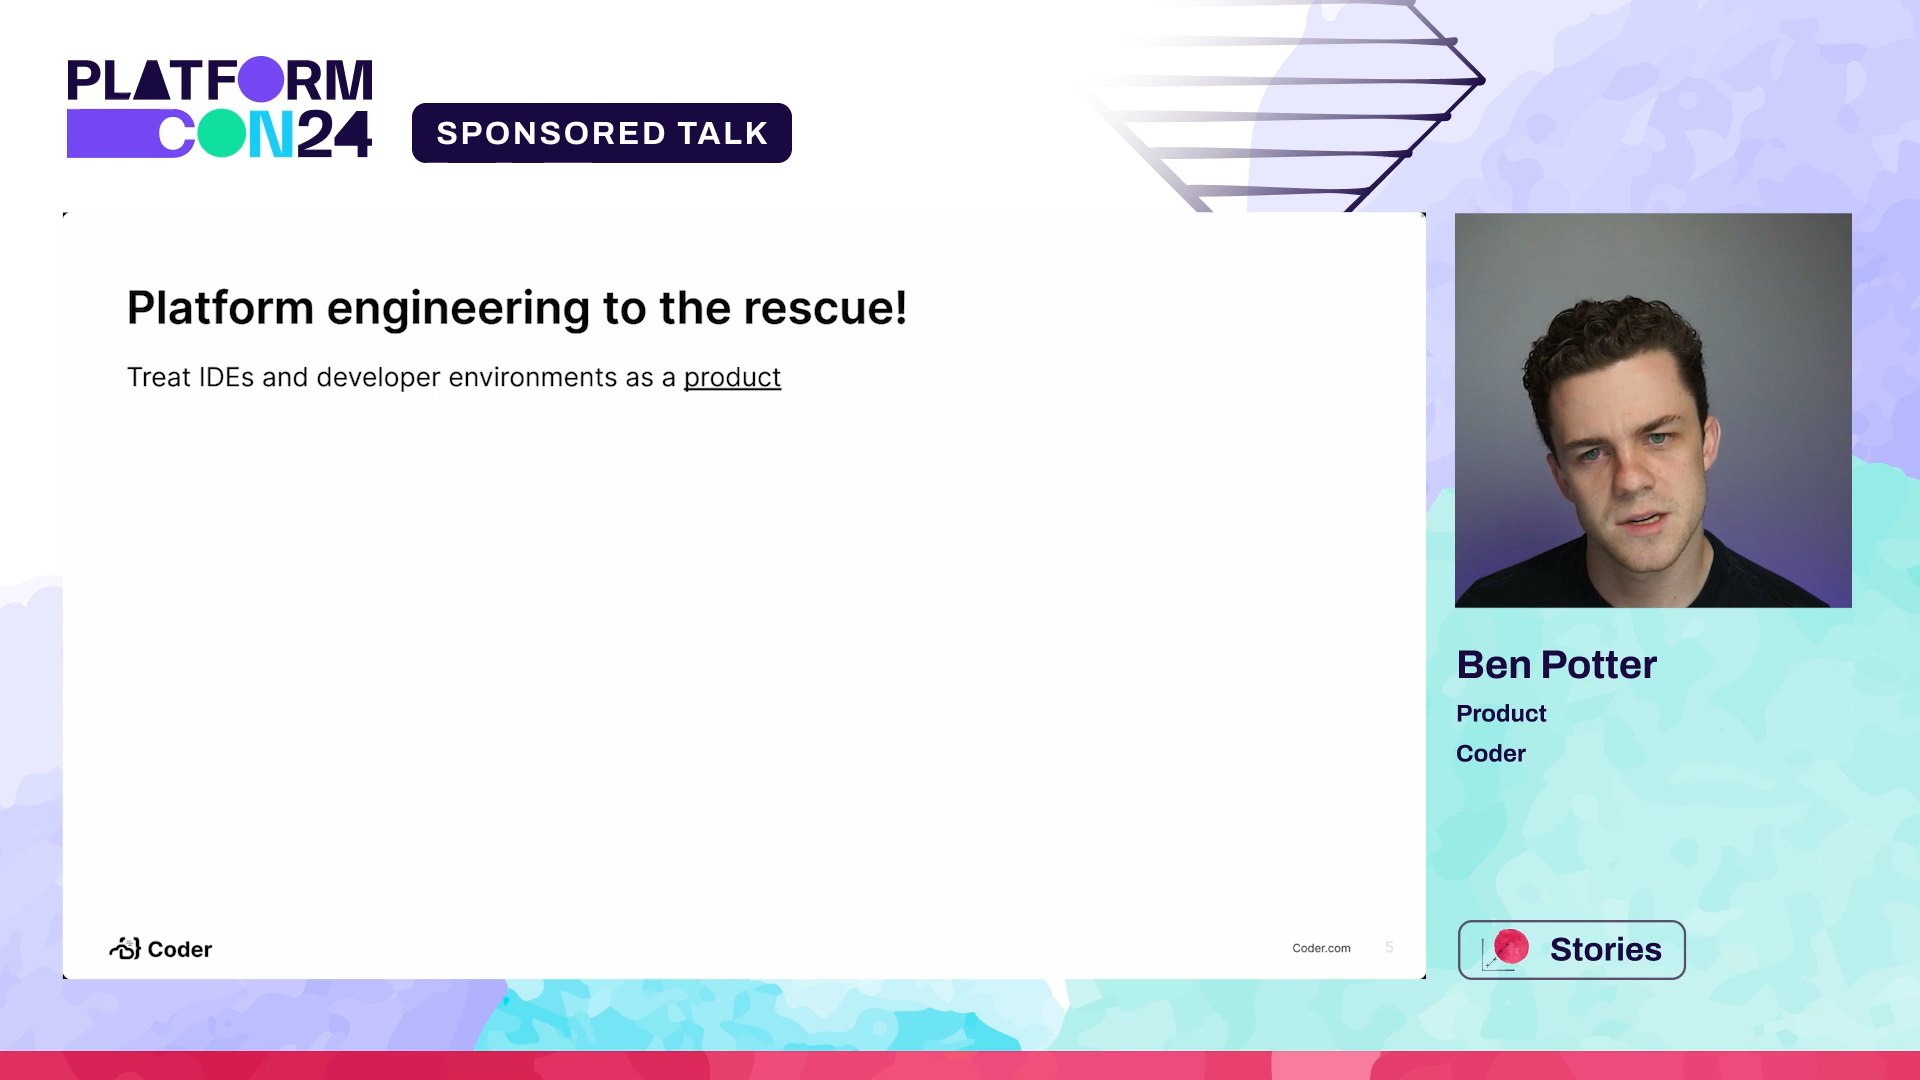 PLATFORM
CON24
SPONSORED TALK
Platform engineering to the rescue!
Treat IDEs and developer environments as a product
Coder
Coder.com
5
Ben Potter
Product
Coder
Stories